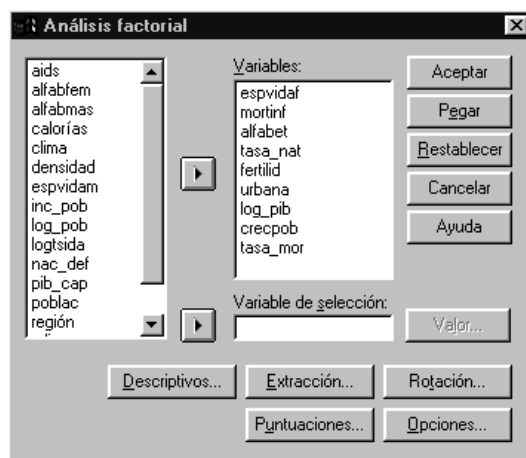 Análisis factorial
aids
alfabfem
alfabmas
calorías
clima
densidad
espvidam
inc_pob
log_pob
logtsida
nac_def
pib_cap
poblac
región
Variables:
espvidaf
mortinf
alfabet
tasa_nat
fertilid
urbana
log_pib
crecpob
tasa_mor
Variable de selección:
Aceptar
Pegar
Restablecer
Cancelar
Ayuda
Valor...
Descriptivos...
Extracción...
Rotación...
Puntuaciones...
Opciones...